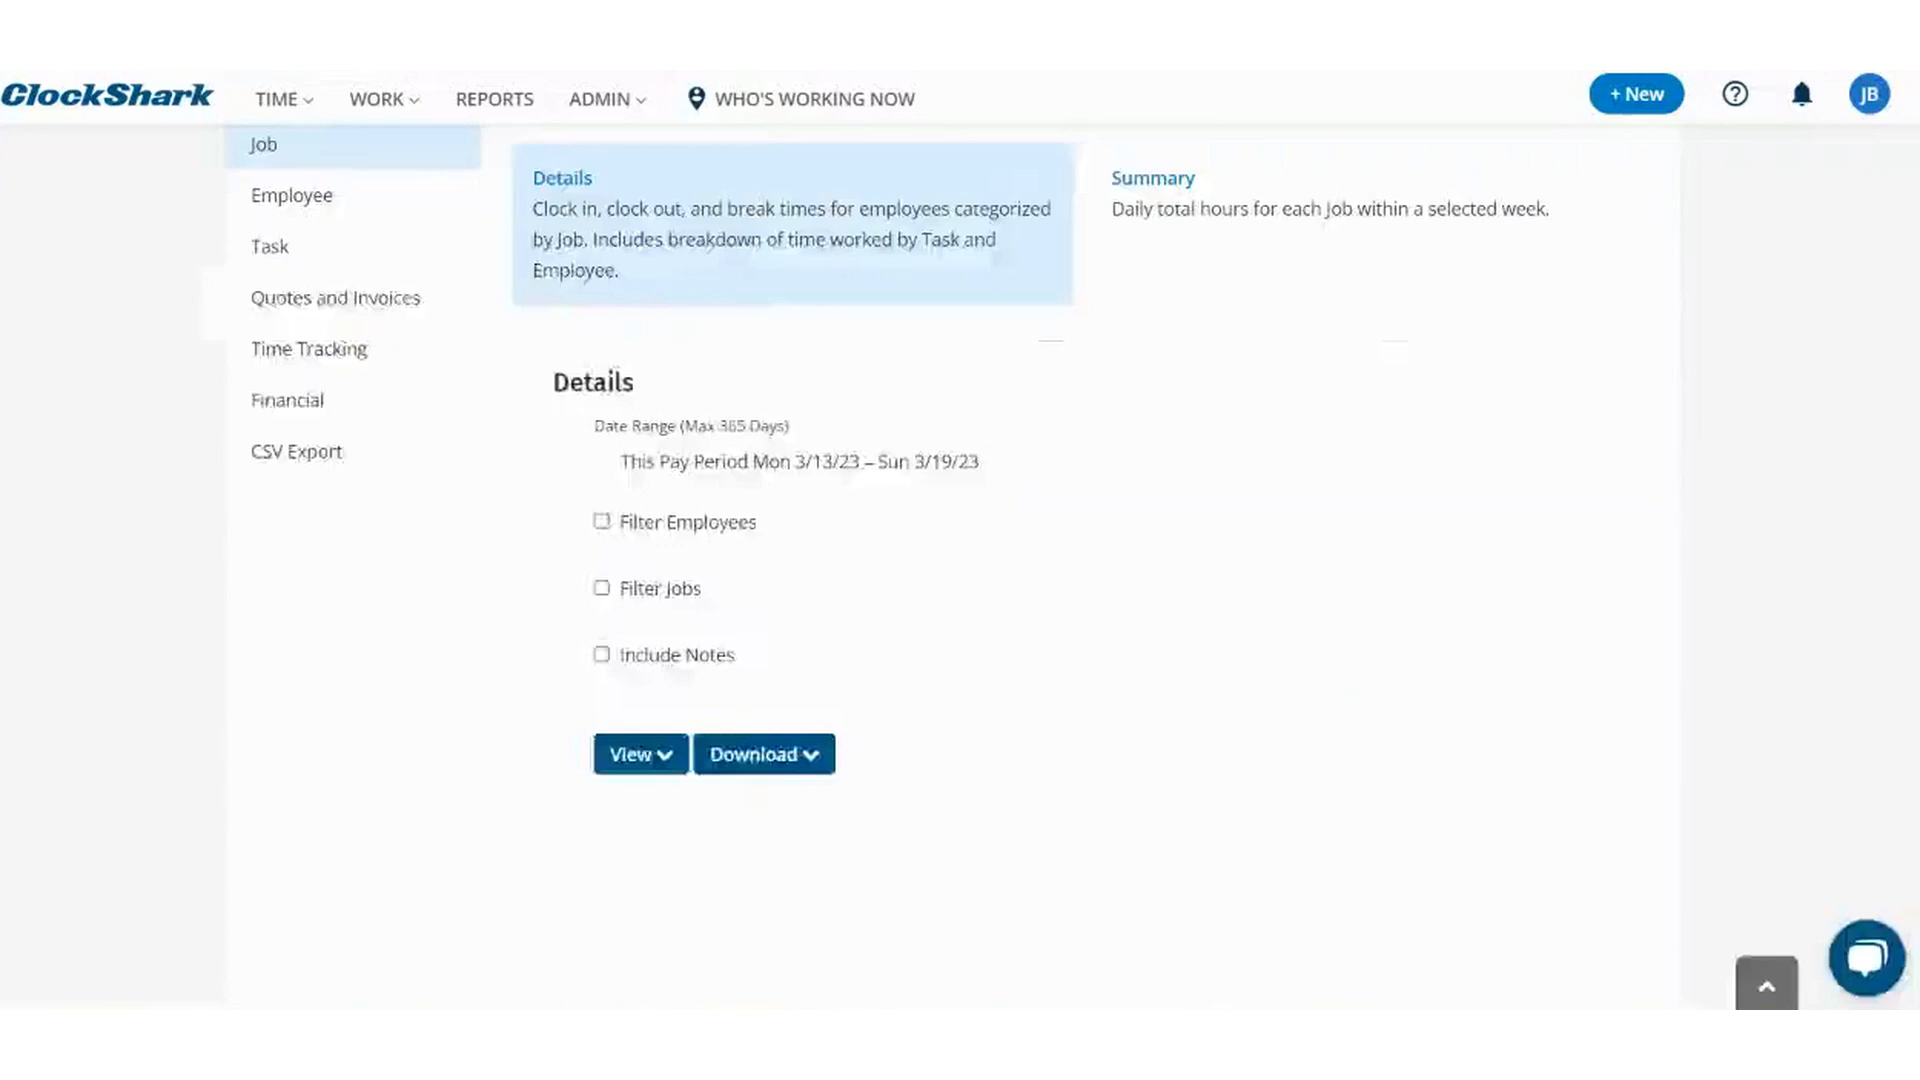 ClockShark TIME WORK REPORTS ADMIN WHO'S WORKING NOW + New JB
Job
Employee
Task
Quotes and Invoices
Time Tracking
Financial
CSV Export
Details
Clock in, clock out, and break times for employees categorized
by Job. Includes breakdown of time worked by Task and
Employee.
Summary
Daily total hours for each Job within a selected week.
Details
Date Range (Max 365 Days)
This Pay Period Mon 3/13/23 – Sun 3/19/23
Filter Employees
Filter Jobs
Include Notes
View Download